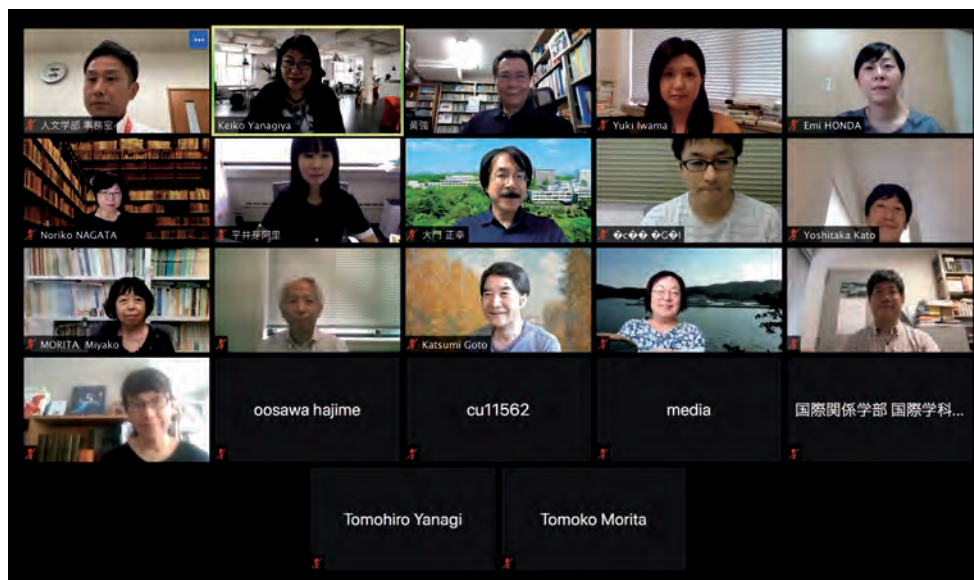 人文学部 事務室
Keiko Yanagiya
黄強
Yuki Iwama
Emi HONDA
Noriko NAGATA
平井芽阿里
大門 正幸
�c�� �G�!
Yoshitaka Kato
MORITA Miyako
Katsumi Goto
oosawa hajime
cu11562
media
国際関係学部 国際学科...
Tomohiro Yanagi
Tomoko Morita